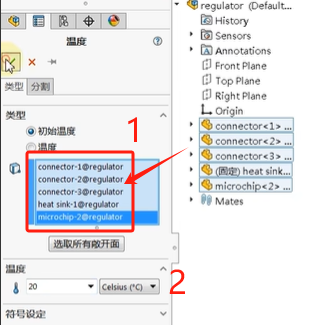 温度
类型
分割
类型
初始温度
温度
connector-1@regulator
connector-2@regulator
connector-3@regulator
heat sink-1@regulator
microchip-2@regulator
选取所有敞开面
温度
20
Celsius (°C)
符号设定
1
2
regulator (Default...
History
Sensors
Annotations
Front Plane
Top Plane
Right Plane
Origin
connector<1> ...
connector<2> ...
connector<3> ...
(固定) heat sink...
microchip<2> ...
Mates